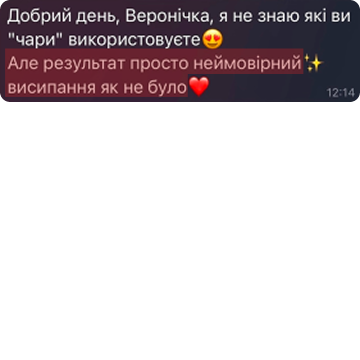 Добрий день, Веронічка, я не знаю які ви
"чари" використовуєте😍
Але результат просто неймовірний✨
висипання як не було❤️
12:14